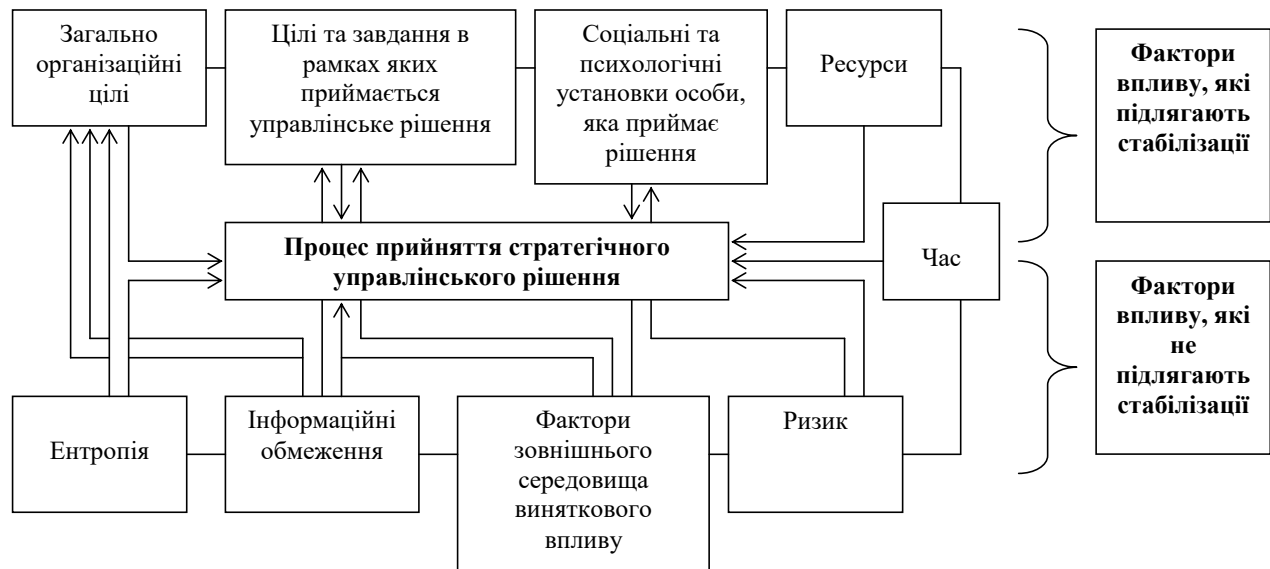 Загально
організаційні
цілі
Цілі та завдання в
рамках яких
приймається
управлінське рішення
Соціальні та
психологічні
установки особи,
яка приймає
рішення
Ресурси
Фактори
впливу, які
підлягають
стабілізації
Процес прийняття стратегічного
управлінського рішення
Час
Фактори
впливу, які
не
підлягають
стабілізації
Ентропія
Інформаційні
обмеження
Фактори
зовнішнього
середовища
виняткового
впливу
Ризик